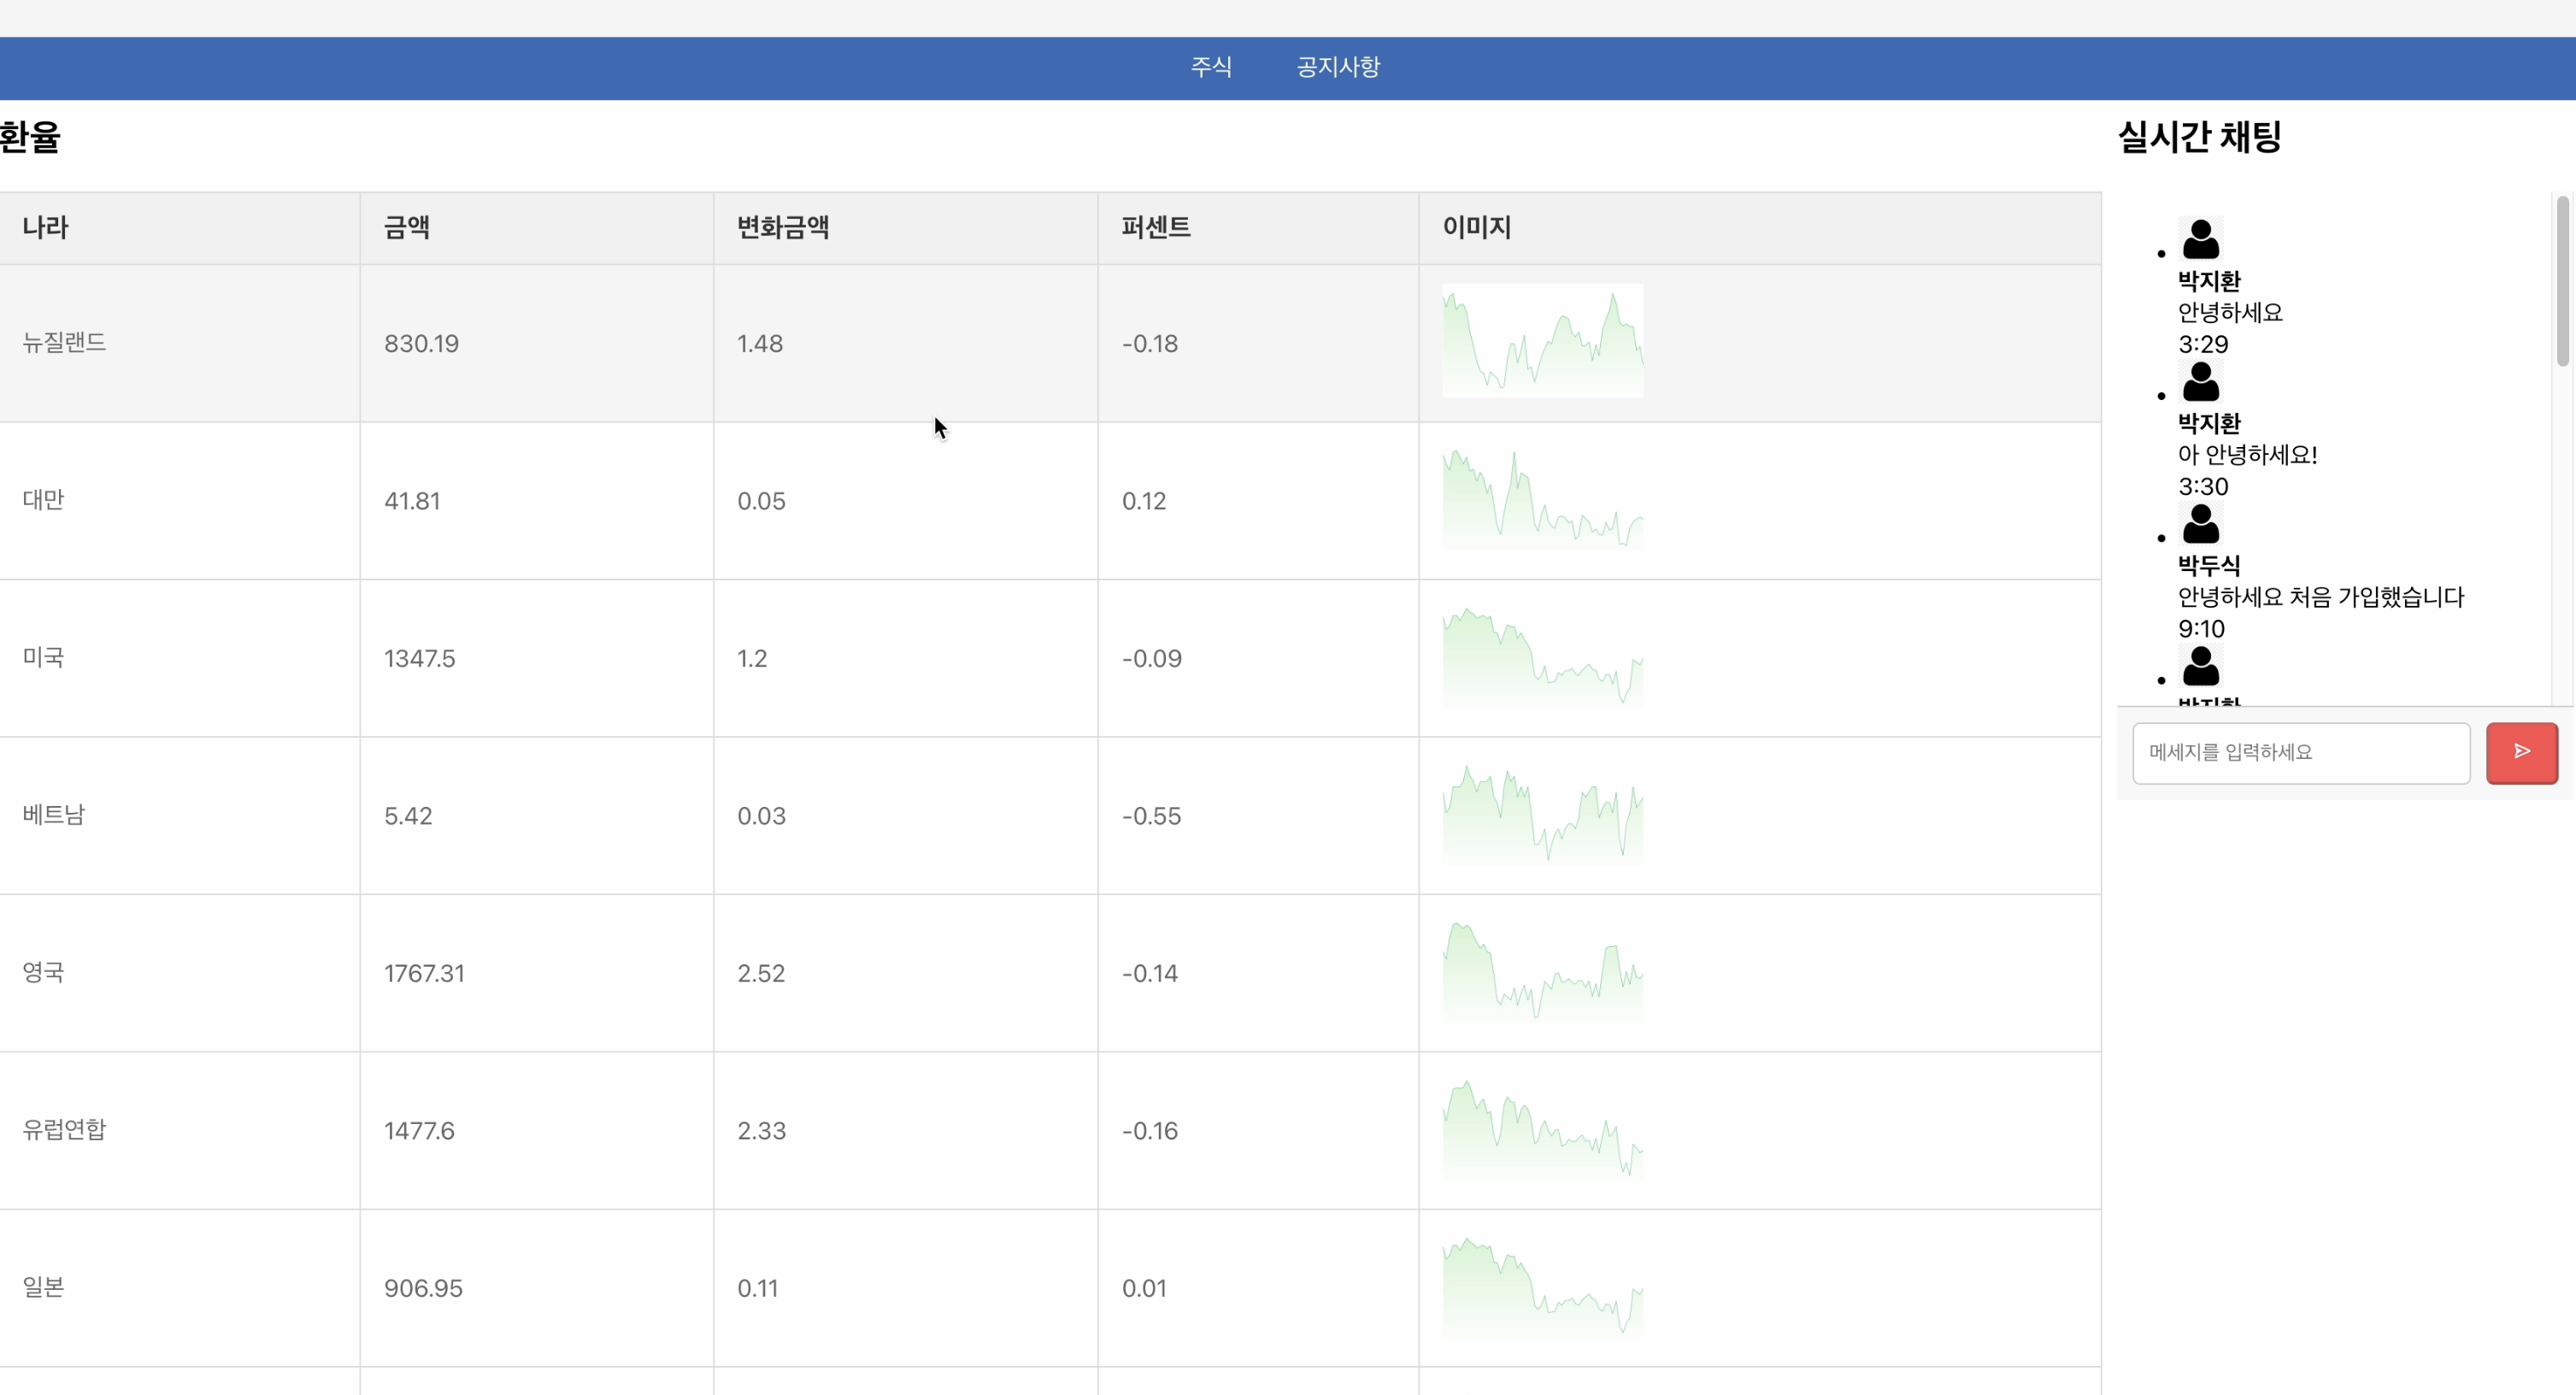 주식 공지사항
환율
나라 금액 변화금액 퍼센트 이미지
뉴질랜드 830.19 1.48 -0.18
대만 41.81 0.05 0.12
미국 1347.5 1.2 -0.09
베트남 5.42 0.03 -0.55
영국 1767.31 2.52 -0.14
유럽연합 1477.6 2.33 -0.16
일본 906.95 0.11 0.01
실시간 채팅
박지환
안녕하세요
3:29
박지환
아 안녕하세요!
3:30
박두식
안녕하세요 처음 가입했습니다
9:10
메세지를 입력하세요